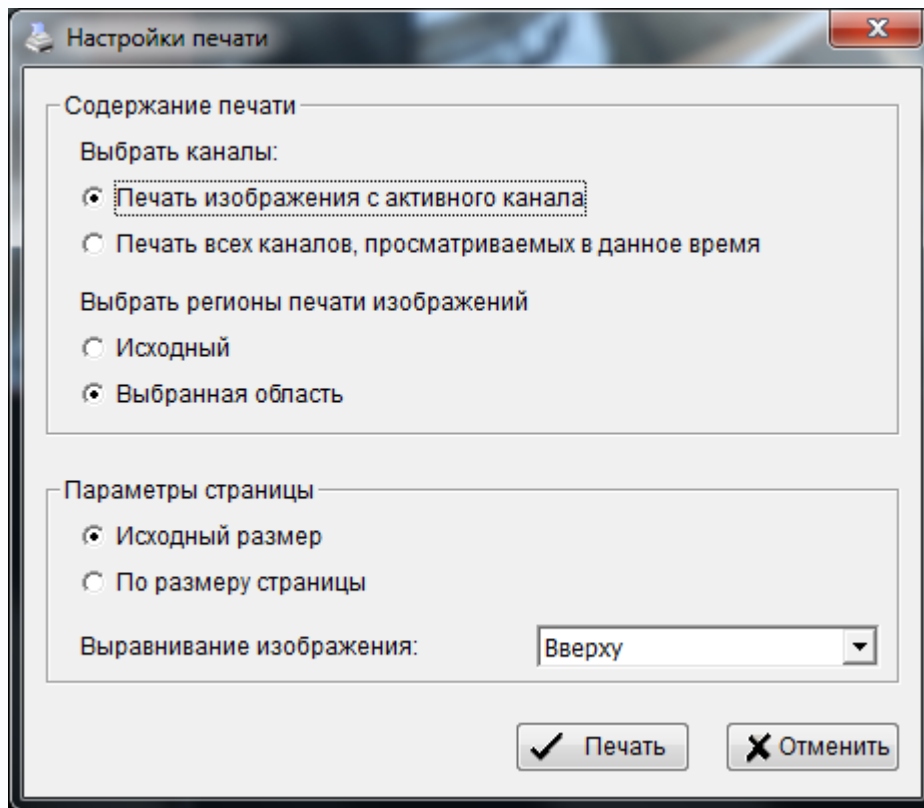 Настройки печати
Содержание печати
Выбрать каналы:
Печать изображения с активного канала
Печать всех каналов, просматриваемых в данное время
Выбрать регионы печати изображений
Исходный
Выбранная область
Параметры страницы
Исходный размер
По размеру страницы
Выравнивание изображения:
Вверху
Печать
Отменить